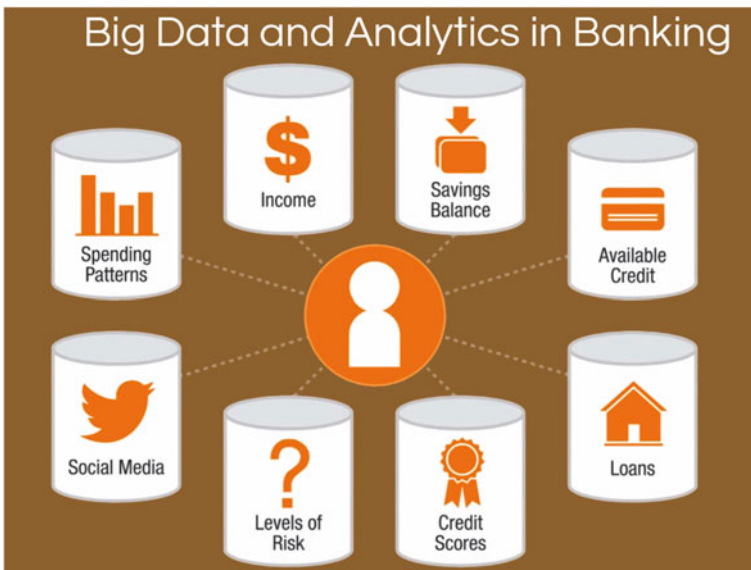 Big Data and Analytics in Banking
$
Income
Savings
Balance
Spending
Patterns
Available
Credit
Social Media
?
Levels of
Risk
Credit
Scores
Loans